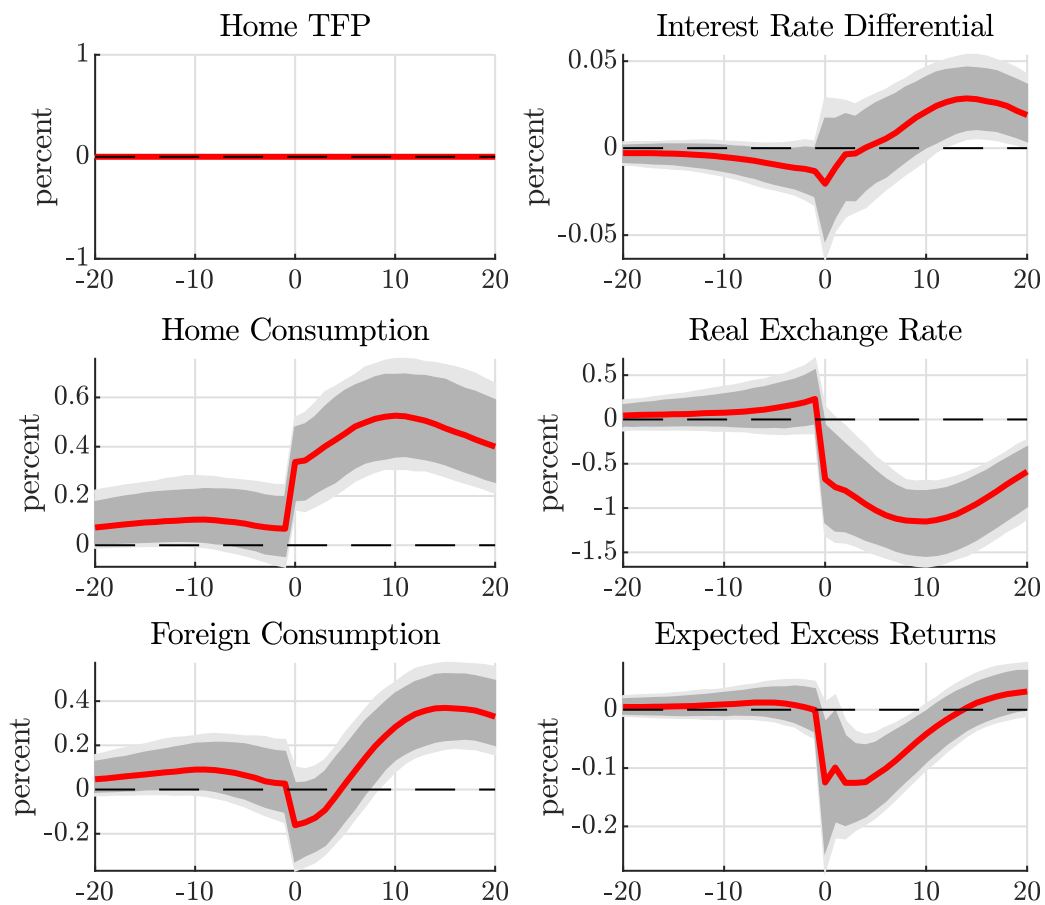 Home TFP
percent
1
0
-1
-20 -10 0 10 20
Interest Rate Differential
percent
0.05
0
-0.05
-20 -10 0 10 20
Home Consumption
percent
0.6
0.4
0.2
0
-20 -10 0 10 20
Real Exchange Rate
percent
0.5
0
-0.5
-1
-1.5
-20 -10 0 10 20
Foreign Consumption
percent
0.4
0.2
0
-0.2
-20 -10 0 10 20
Expected Excess Returns
percent
0
-0.1
-0.2
-20 -10 0 10 20